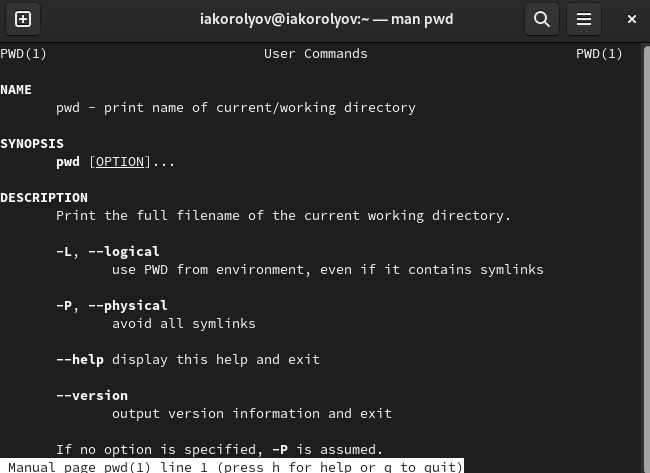 iakorolyov@iakorolyov:~ — man pwd
PWD(1) User Commands PWD(1)
NAME
pwd - print name of current/working directory
SYNOPSIS
pwd [OPTION]...
DESCRIPTION
Print the full filename of the current working directory.
-L, --logical
use PWD from environment, even if it contains symlinks
-P, --physical
avoid all symlinks
--help display this help and exit
--version
output version information and exit
If no option is specified, -P is assumed.
Manual page pwd(1) line 1 (press h for help or q to quit)